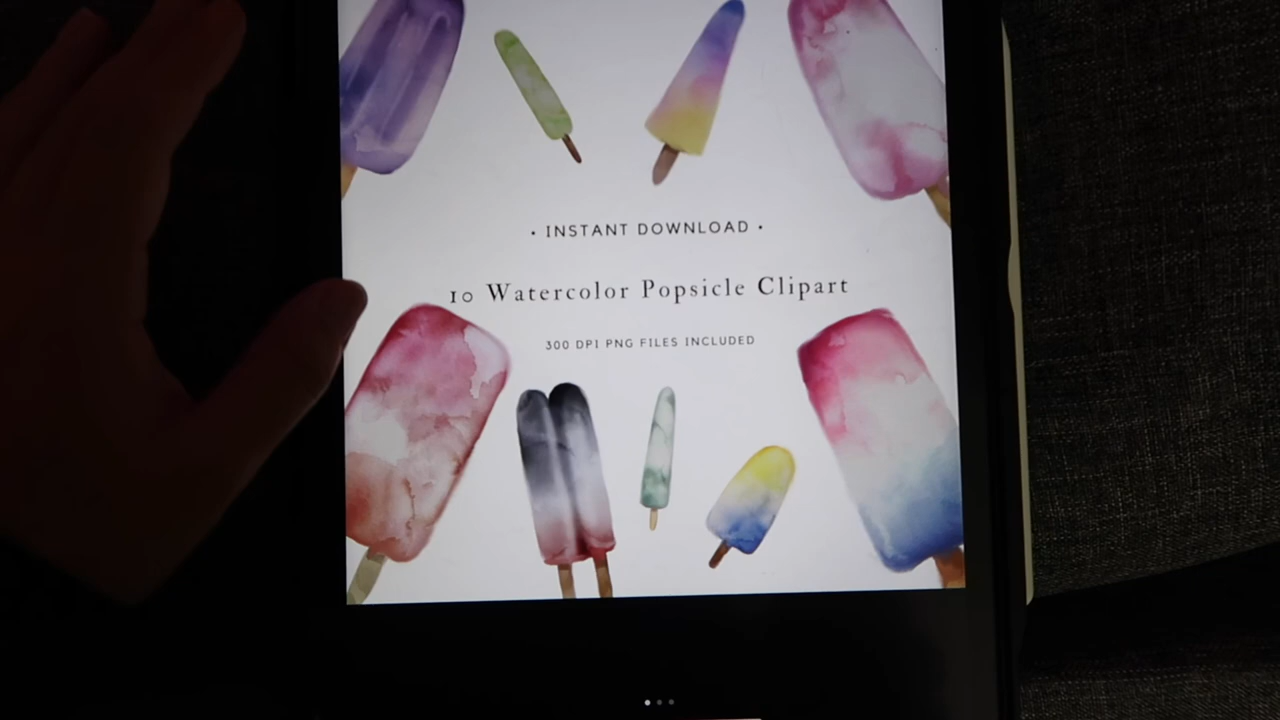 • INSTANT DOWNLOAD •
10 Watercolor Popsicle Clipart
300 DPI PNG FILES INCLUDED